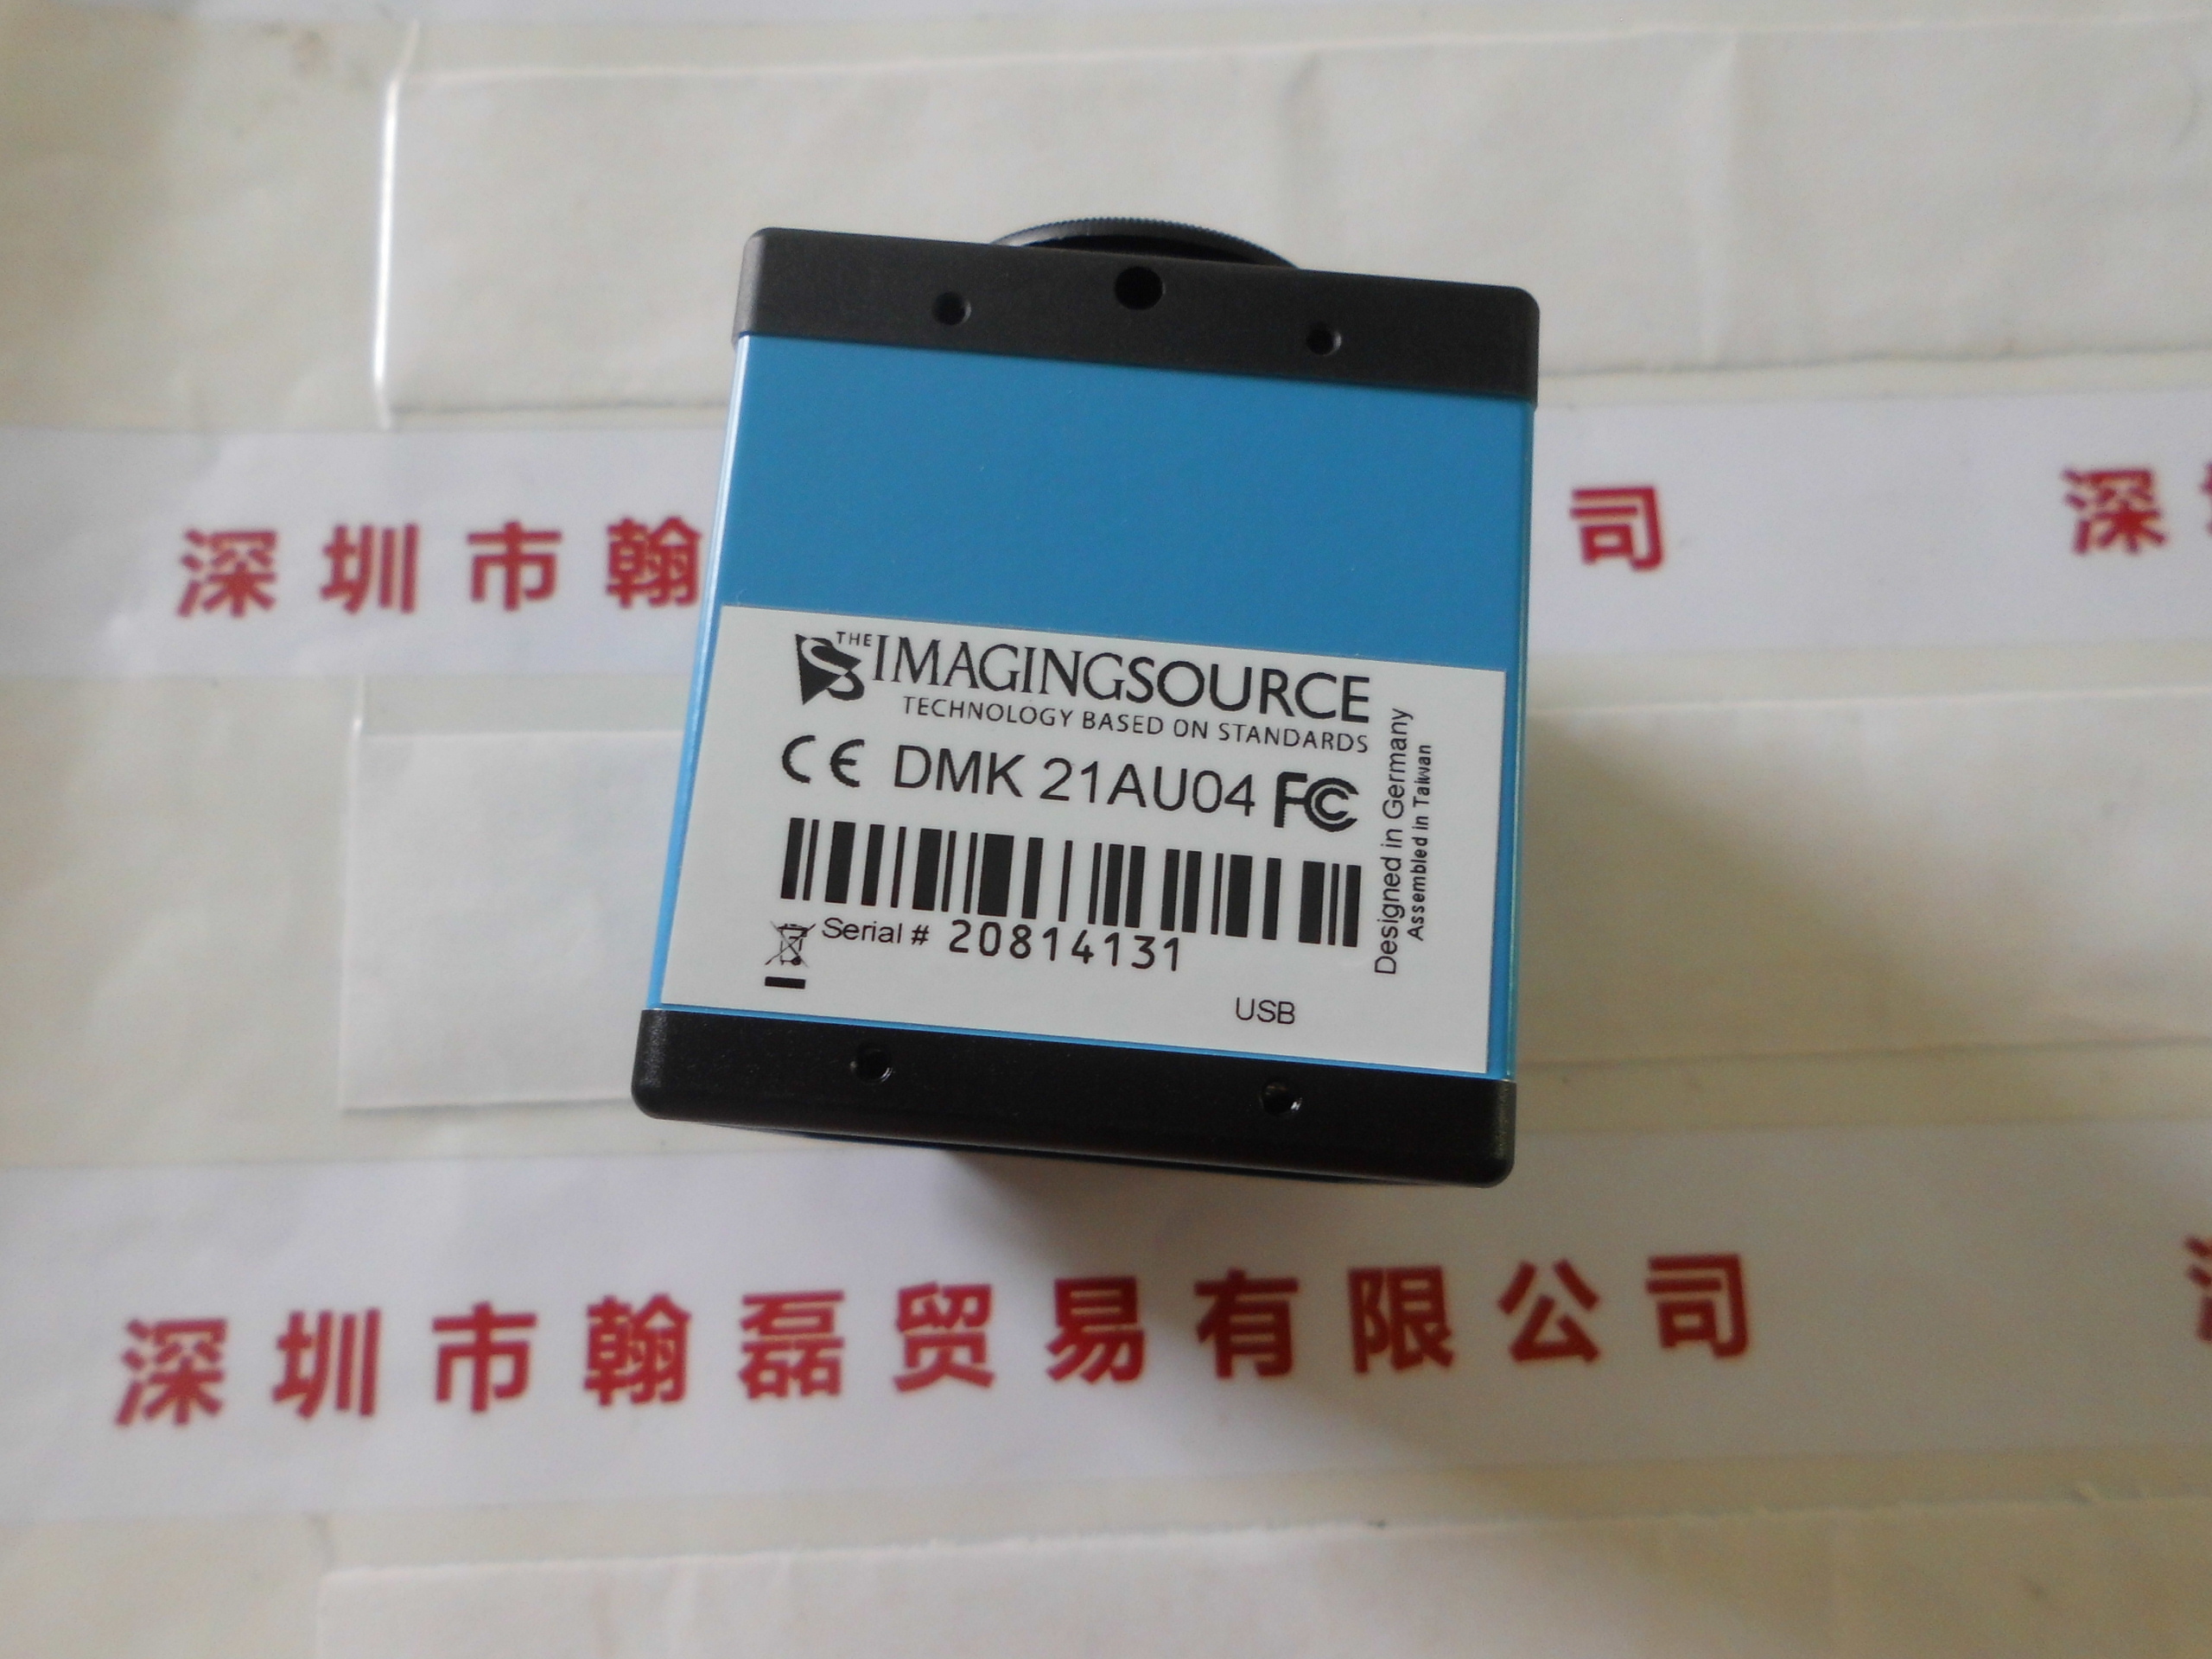 深圳市翰
司
深
THE IMAGINGSOURCE
TECHNOLOGY BASED ON STANDARDS
CE DMK 21AU04 FC
Serial # 20814131
USB
Designed in Germany
Assembled in Taiwan
深圳市翰磊贸易有限公司